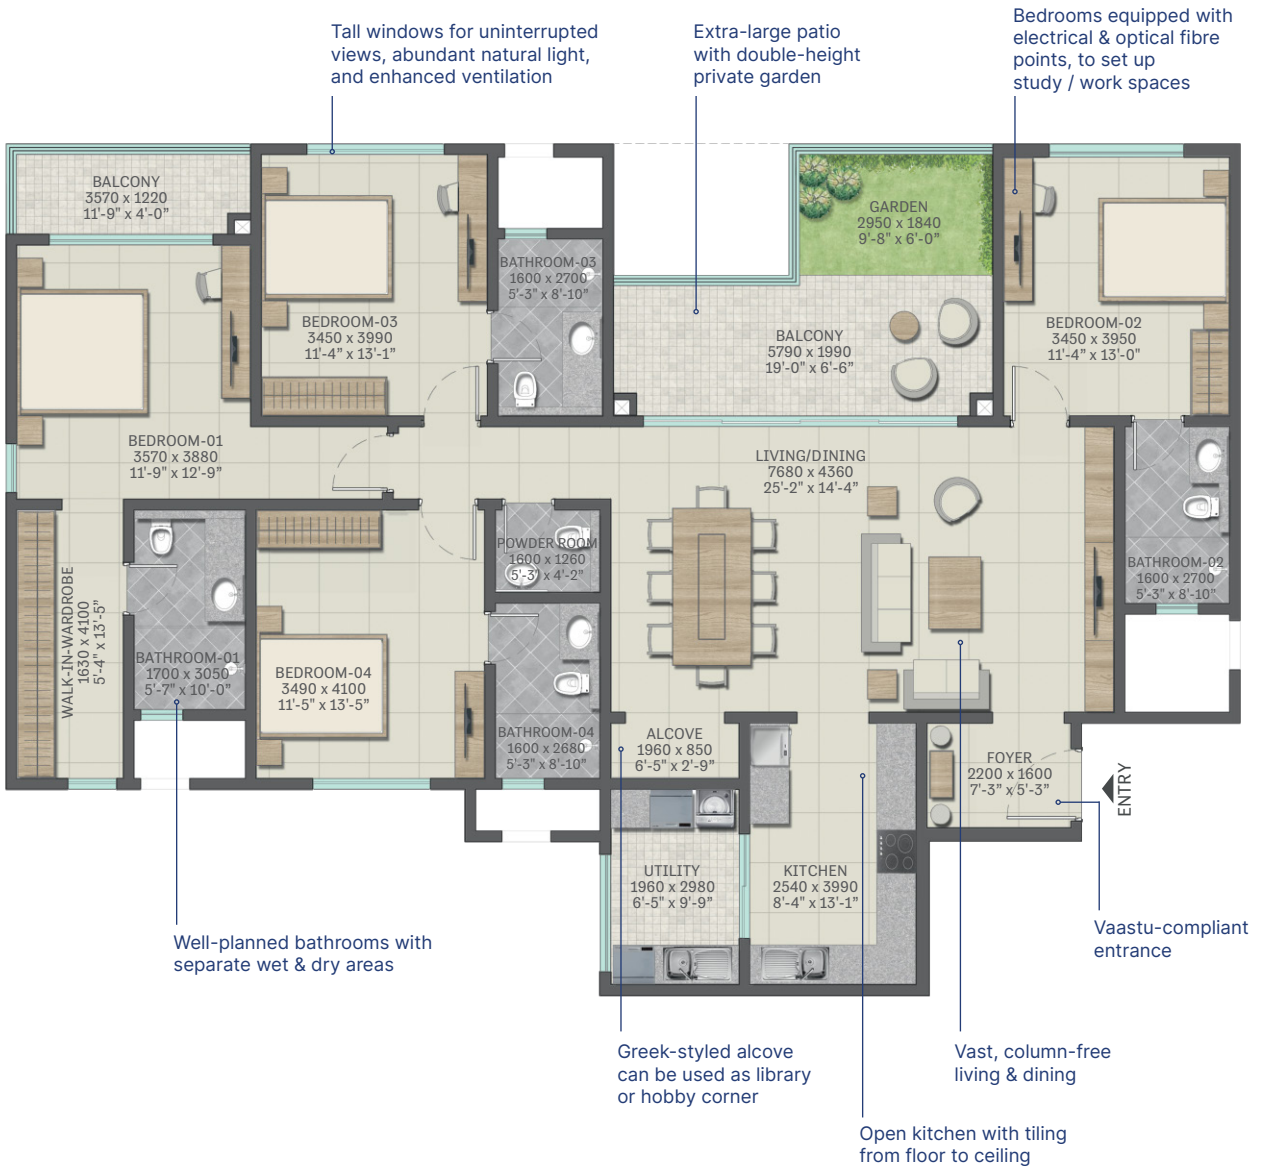 Tall windows for uninterrupted
views, abundant natural light,
and enhanced ventilation
Extra-large patio
with double-height
private garden
Bedrooms equipped with
electrical & optical fibre
points, to set up
study / work spaces
BALCONY
3570 x 1220
11'-9" x 4'-0"
GARDEN
2950 x 1840
9'-8" x 6'-0"
BATHROOM-03
1600 x 2700
5'-3" x 8'-10"
BEDROOM-03
3450 x 3990
11'-4" x 13'-1"
BALCONY
5790 x 1990
19'-0" x 6'-6"
BEDROOM-02
3450 x 3950
11'-4" x 13'-0"
BEDROOM-01
3570 x 3880
11'-9" x 12'-9"
LIVING/DINING
7680 x 4360
25'-2" x 14'-4"
POWDER ROOM
1600 x 1260
5'-3" x 4'-2"
BATHROOM-02
1600 x 2700
5'-3" x 8'-10"
WALK-IN-WARDROBE
1630 x 4100
5'-4" x 13'-5"
BATHROOM-01
1700 x 3050
5'-7" x 10'-0"
BEDROOM-04
3490 x 4100
11'-5" x 13'-5"
BATHROOM-04
1600 x 2680
5'-3" x 8'-10"
ALCOVE
1960 x 850
6'-5" x 2'-9"
FOYER
2200 x 1600
7'-3" x 5'-3"
ENTRY
UTILITY
1960 x 2980
6'-5" x 9'-9"
KITCHEN
2540 x 3990
8'-4" x 13'-1"
Well-planned bathrooms with
separate wet & dry areas
Vaastu-compliant
entrance
Greek-styled alcove
can be used as library
or hobby corner
Vast, column-free
living & dining
Open kitchen with tiling
from floor to ceiling